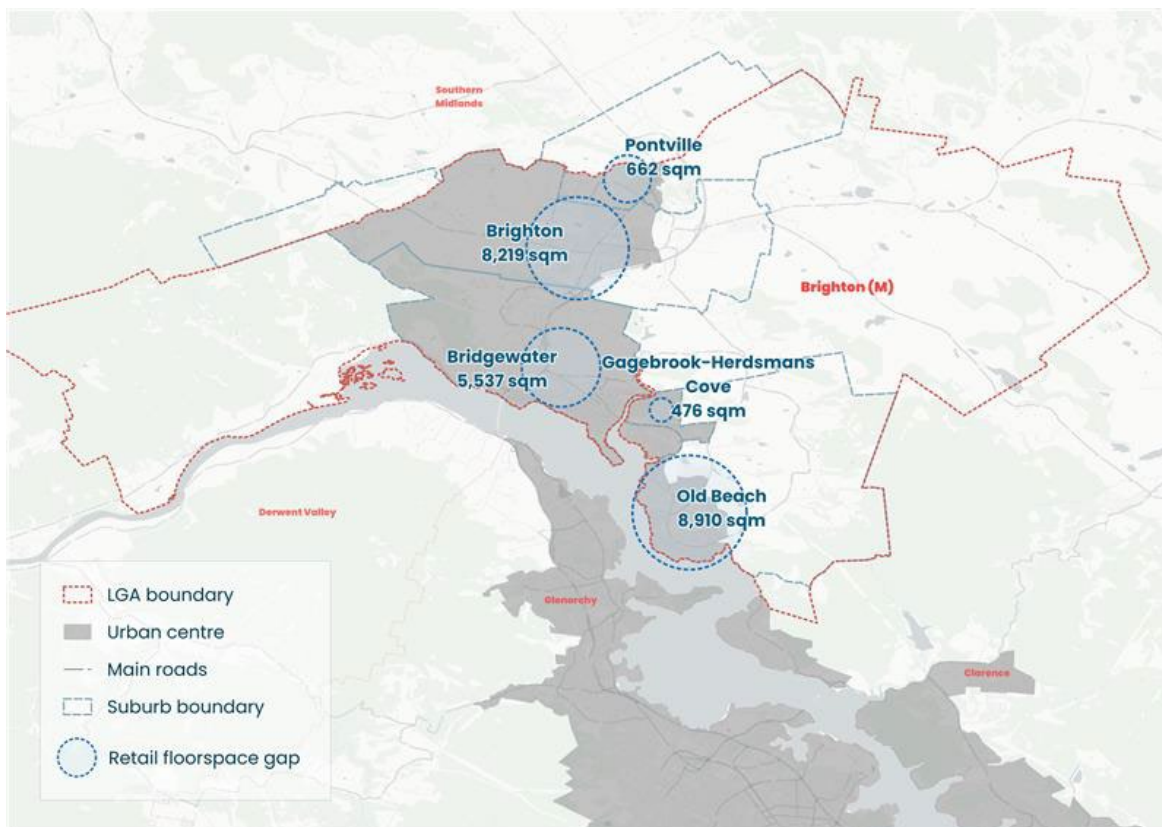 Southern
Midlands
Pontville
662 sqm
Brighton
8,219 sqm
Brighton (M)
Bridgewater
5,537 sqm
Gagebrook-Herdsmans
Cove
476 sqm
Old Beach
8,910 sqm
Derwent Valley
Glenorchy
Clarence
LGA boundary
Urban centre
Main roads
Suburb boundary
Retail floorspace gap